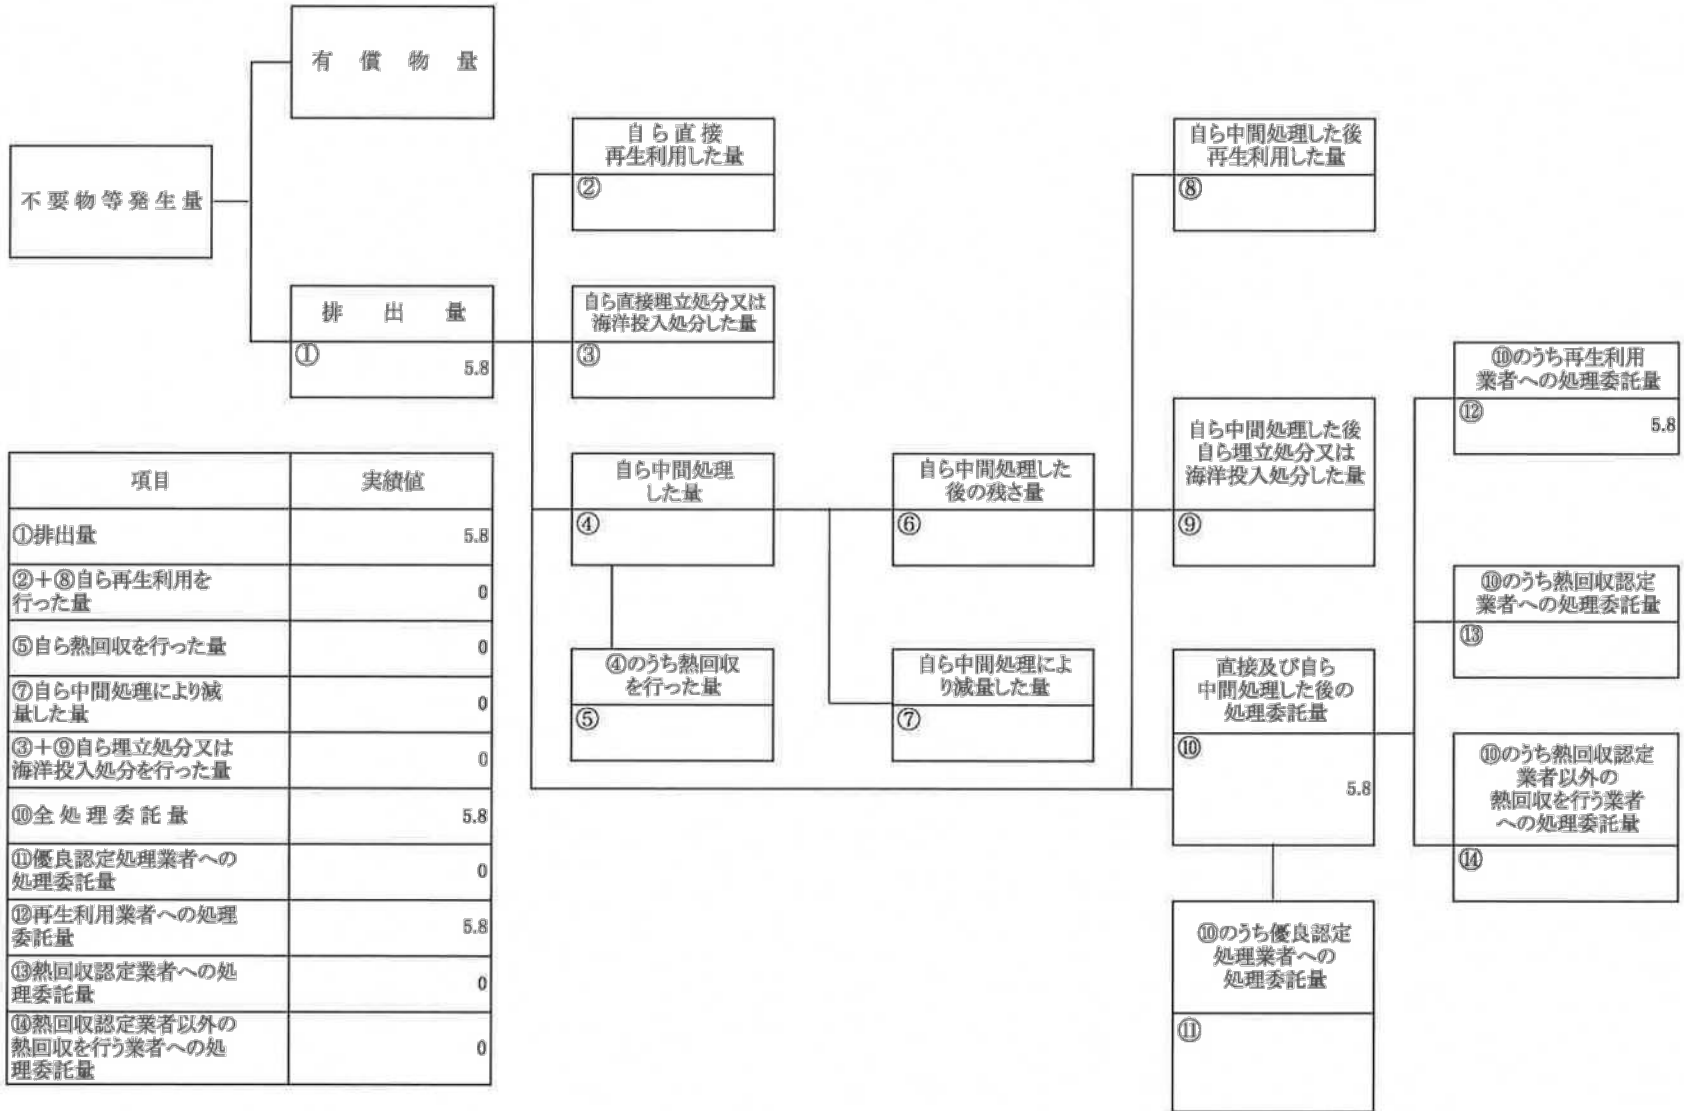 有償物量
不要物等発生量
排出量
①
5.8
自ら直接
再生利用した量
②
自ら直接埋立処分又は
海洋投入処分した量
③
自ら中間処理
した量
④
④のうち熱回収
を行った量
⑤
自ら中間処理した
後の残さ量
⑥
自ら中間処理によ
り減量した量
⑦
自ら中間処理した後
再生利用した量
⑧
自ら中間処理した後
自ら埋立処分又は
海洋投入処分した量
⑨
直接及び自ら
中間処理した後の
処理委託量
⑩
5.8
⑩のうち優良認定
処理業者への
処理委託量
⑪
⑩のうち再生利用
業者への処理委託量
⑫
5.8
⑩のうち熱回収認定
業者への処理委託量
⑬
⑩のうち熱回収認定
業者以外の
熱回収を行う業者
への処理委託量
⑭
項目 実績値
①排出量 5.8
②＋⑧自ら再生利用を
行った量 0
⑤自ら熱回収を行った量 0
⑦自ら中間処理により減
量した量 0
③＋⑨自ら埋立処分又は
海洋投入処分を行った量 0
⑩全処理委託量 5.8
⑪優良認定処理業者への
処理委託量 0
⑫再生利用業者への処理
委託量 5.8
⑬熱回収認定業者への処
理委託量 0
⑭熱回収認定業者以外の
熱回収を行う業者への処
理委託量 0